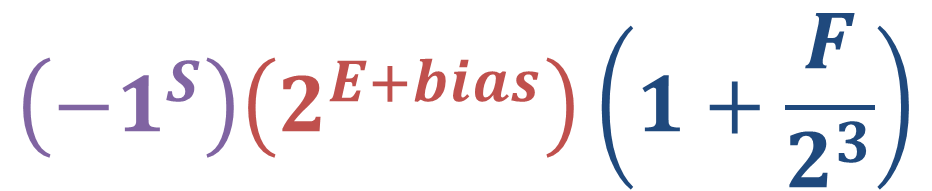 (−1^S)(2^{E+bias})(1 + F/2^3)